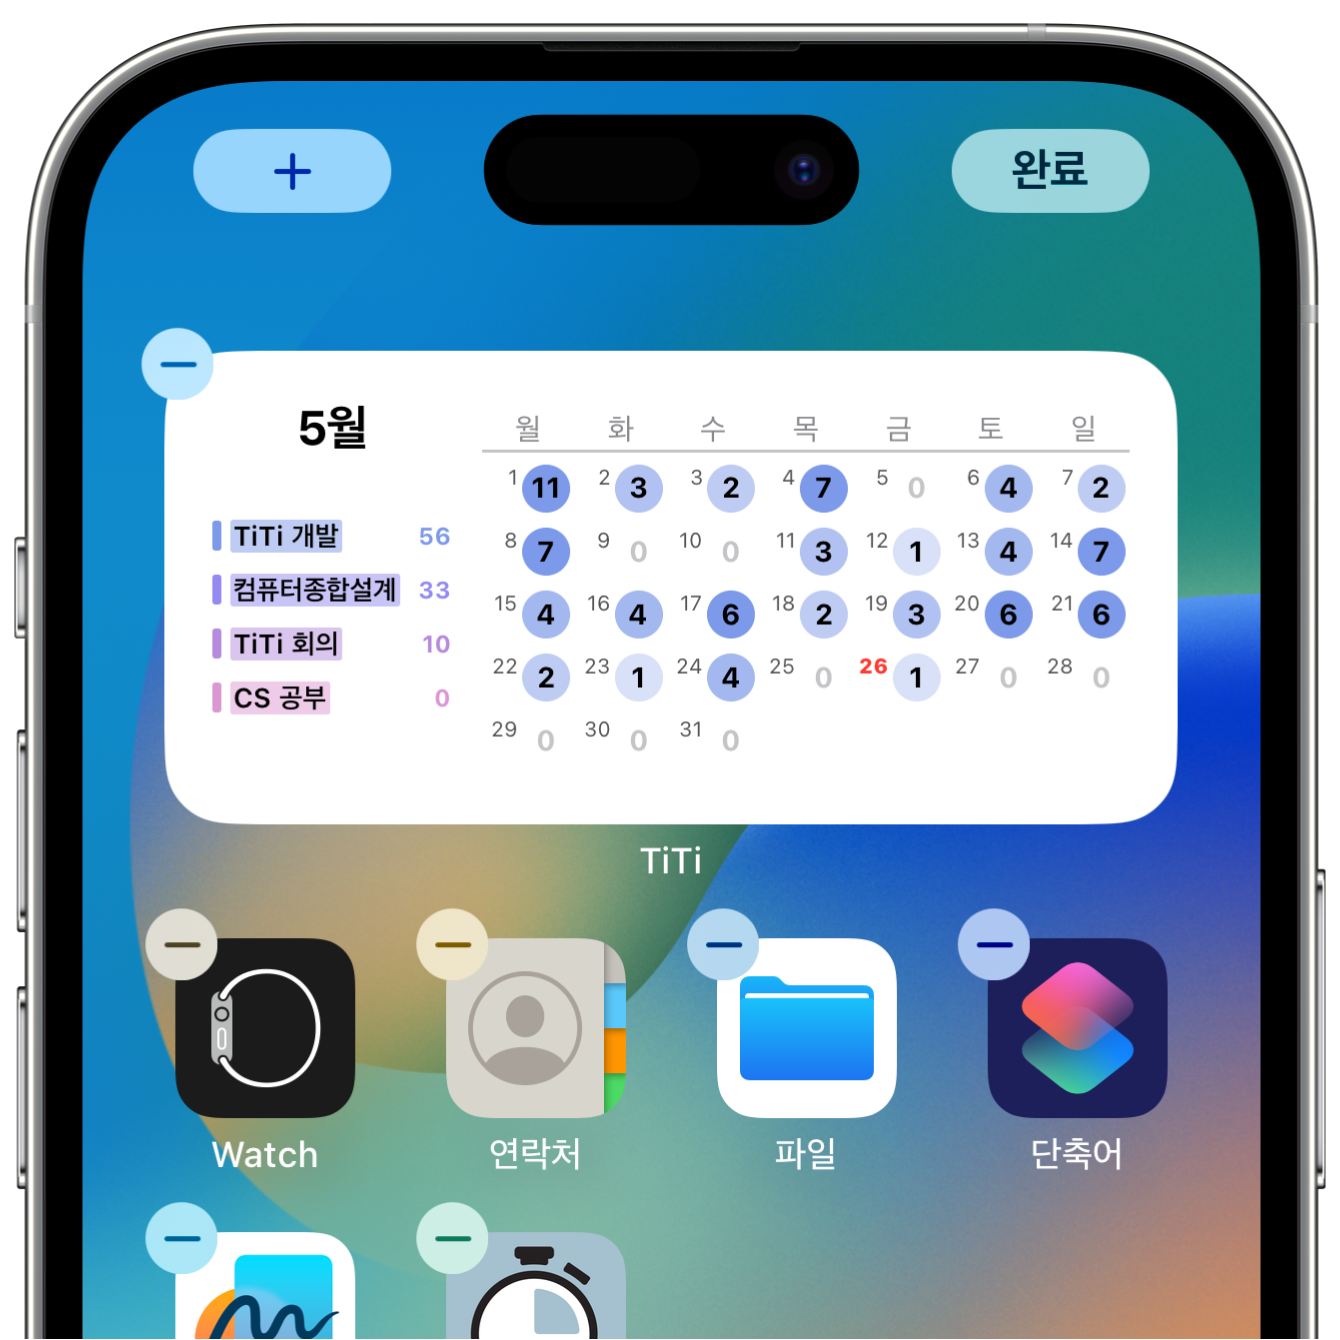 +
완료
5월
TiTi 개발 56
컴퓨터종합설계 33
TiTi 회의 10
CS 공부 0
월 화 수 목 금 토 일
1 11 2 3 3 2 4 7 5 0 6 4 7 2
8 7 9 0 10 0 11 3 12 1 13 4 14 7
15 4 16 4 17 6 18 2 19 3 20 6 21 6
22 2 23 1 24 4 25 0 26 1 27 0 28 0
29 0 30 0 31 0
TiTi
Watch 연락처 파일 단축어